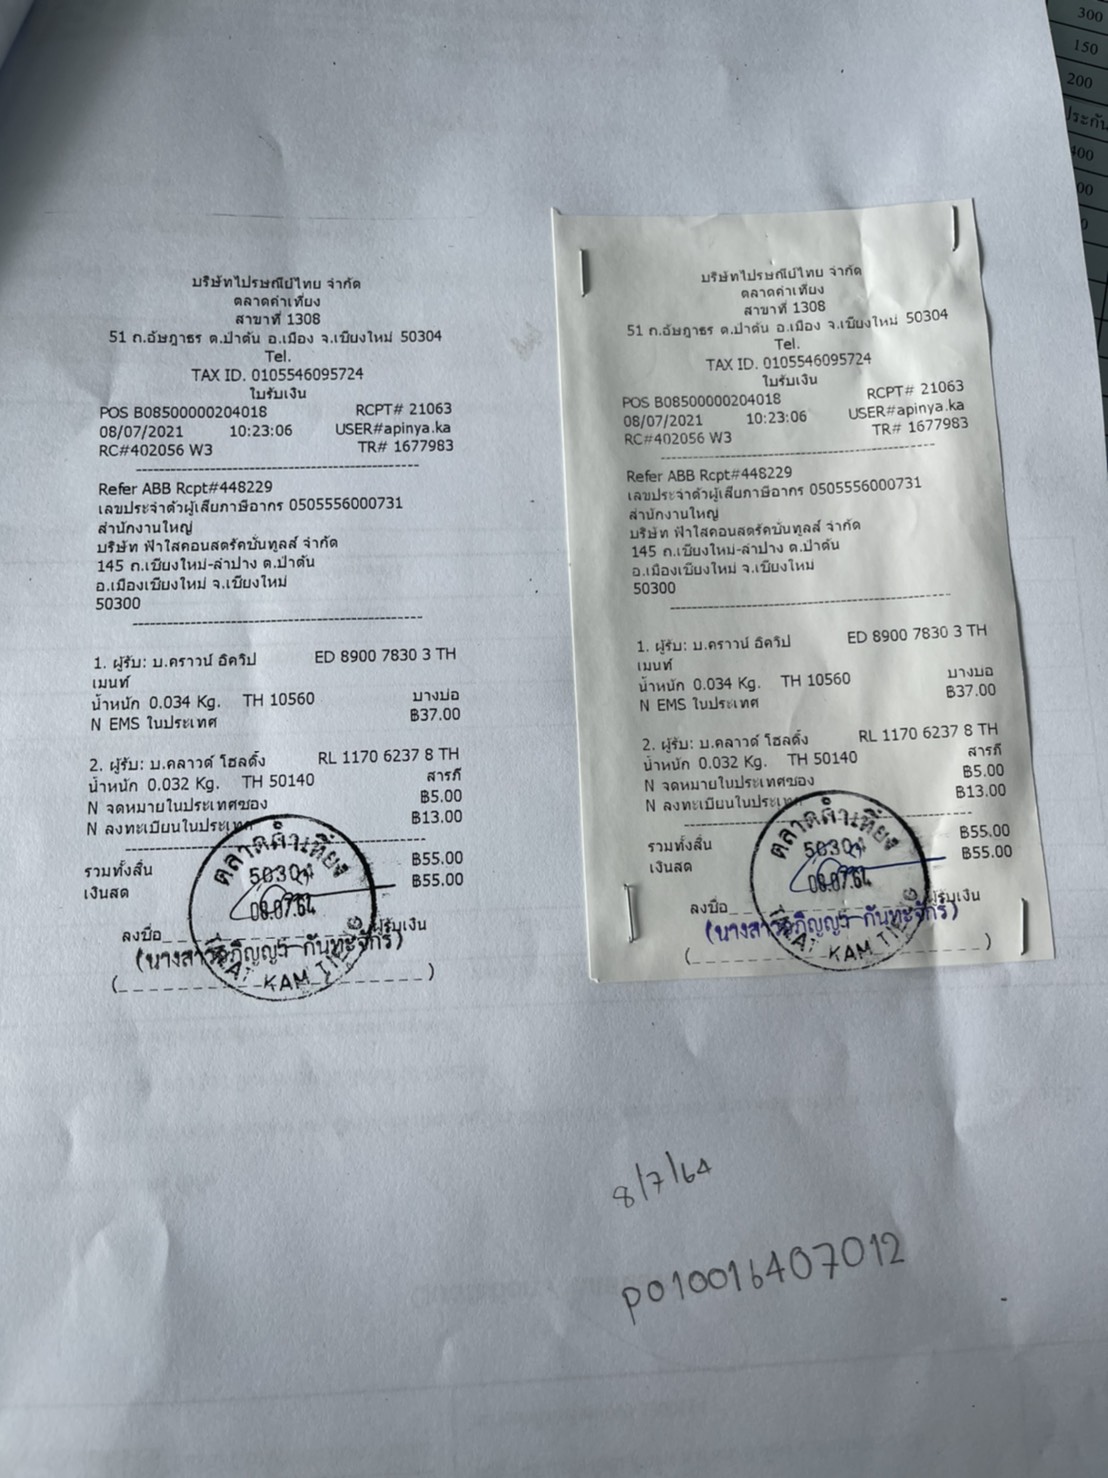 บริษัทไปรษณีย์ไทย จำกัด
ตลาดคำเที่ยง
สาขาที่ 1308
51 ถ.อัษฎาธร ต.ป่าตัน อ.เมือง จ.เชียงใหม่ 50304
Tel.
TAX ID. 0105546095724
ใบรับเงิน
POS B08500000204018 RCPT# 21063
08/07/2021 10:23:06 USER#apinya.ka
RC#402056 W3 TR# 1677983
Refer ABB Rcpt#448229
เลขประจำตัวผู้เสียภาษีอากร 0505556000731
สำนักงานใหญ่
บริษัท ฟ้าใสคอนสตรัคชั่นทูลส์ จำกัด
145 ถ.เชียงใหม่-ลำปาง ต.ป่าตัน
อ.เมืองเชียงใหม่ จ.เชียงใหม่
50300
1. ผู้รับ: บ.คราวน์ อิควิป ED 8900 7830 3 TH
เมนท์
น้ำหนัก 0.034 Kg. TH 10560 บางบ่อ
N EMS ในประเทศ ฿37.00
2. ผู้รับ: บ.คลาวด์ โฮลดิ้ง RL 1170 6237 8 TH
น้ำหนัก 0.032 Kg. TH 50140 สารภี
N จดหมายในประเทศซอง ฿5.00
N ลงทะเบียนในประเทศ ฿13.00
รวมทั้งสิ้น ฿55.00
เงินสด ฿55.00
ตลาดคำเที่ยง
50304
08.07.64
ลงชื่อ ผู้รับเงิน
(นางสาวอภิญญา กันทะจักร์)
KAM TIENG
(                    )
บริษัทไปรษณีย์ไทย จำกัด
ตลาดคำเที่ยง
สาขาที่ 1308
51 ถ.อัษฎาธร ต.ป่าตัน อ.เมือง จ.เชียงใหม่ 50304
Tel.
TAX ID. 0105546095724
ใบรับเงิน
POS B08500000204018 RCPT# 21063
08/07/2021 10:23:06 USER#apinya.ka
RC#402056 W3 TR# 1677983
Refer ABB Rcpt#448229
เลขประจำตัวผู้เสียภาษีอากร 0505556000731
สำนักงานใหญ่
บริษัท ฟ้าใสคอนสตรัคชั่นทูลส์ จำกัด
145 ถ.เชียงใหม่-ลำปาง ต.ป่าตัน
อ.เมืองเชียงใหม่ จ.เชียงใหม่
50300
1. ผู้รับ: บ.คราวน์ อิควิป ED 8900 7830 3 TH
เมนท์
น้ำหนัก 0.034 Kg. TH 10560 บางบ่อ
N EMS ในประเทศ ฿37.00
2. ผู้รับ: บ.คลาวด์ โฮลดิ้ง RL 1170 6237 8 TH
น้ำหนัก 0.032 Kg. TH 50140 สารภี
N จดหมายในประเทศซอง ฿5.00
N ลงทะเบียนในประเทศ ฿13.00
รวมทั้งสิ้น ฿55.00
เงินสด ฿55.00
ตลาดคำเที่ยง
50304
08.07.64
ลงชื่อ ผู้รับเงิน
(นางสาวอภิญญา กันทะจักร์)
KAM TIENG
(                    )
8/7/64
PO10016407012
300
150
200